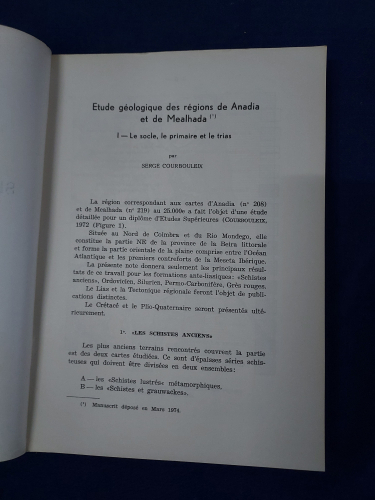 Etude géologique des régions de Anadia
et de Mealhada (*)
I — Le socle, le primaire et le trias
par
SERGE COURBOULEIX
La région correspondant aux cartes d'Anadia (nº 208)
et de Mealhada (nº 219) au 25.000e a fait l'objet d'une étude
détaillée pour un diplôme d'Etudes Supérieures (COURBOULEIX,
1972 (Figure 1).
Située au Nord de Coimbra et du Rio Mondego, elle
constitue la partie NE de la province de la Beira littorale
et forme la partie orientale de la plaine comprise entre l'Océan
Atlantique et les premiers contreforts de la Meseta Ibérique.
La présente note donnera seulement les principaux résul-
tats de ce travail pour les formations ante-liasiques: «Schistes
anciens», Ordovicien, Silurien, Permo-Carbonifère, Grès rouges.
Le Lias et la Tectonique régionale feront l'objet de publi-
cations distinctes.
Le Crétacé et le Plio-Quaternaire seront présentés ulté-
rieurement.
1º. «LES SCHISTES ANCIENS»
Les plus anciens terrains rencontrés couvrent la partie
est des deux cartes étudiées. Ce sont d'épaisses séries schis-
teuses qui doivent être divisées en deux ensembles:
A — les «Schistes lustrés» métamorphiques,
B — les «Schistes et grauwackes».
(*) Manuscrit déposé en Mars 1974.